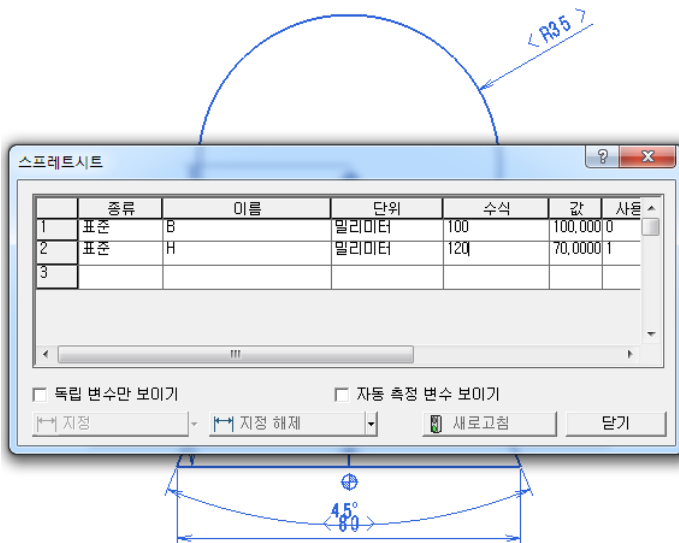 <R35>
스프레트시트
종류 이름 단위 수식 값 사용
1 표준 B 밀리미터 100 100,000 0
2 표준 H 밀리미터 120 70,0000 1
3
독립 변수만 보이기 자동 측정 변수 보이기
지정 지정 해제 새로고침 닫기
45°
<80>